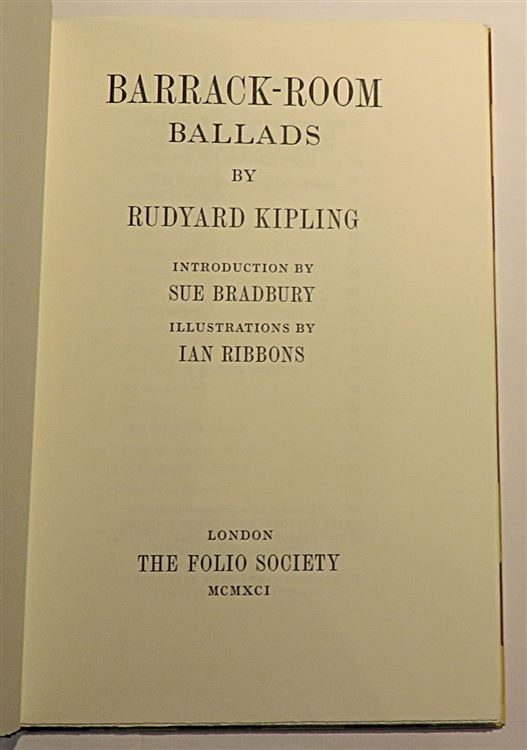 BARRACK-ROOM
BALLADS
BY
RUDYARD KIPLING
INTRODUCTION BY
SUE BRADBURY
ILLUSTRATIONS BY
IAN RIBBONS
LONDON
THE FOLIO SOCIETY
MCMXCI